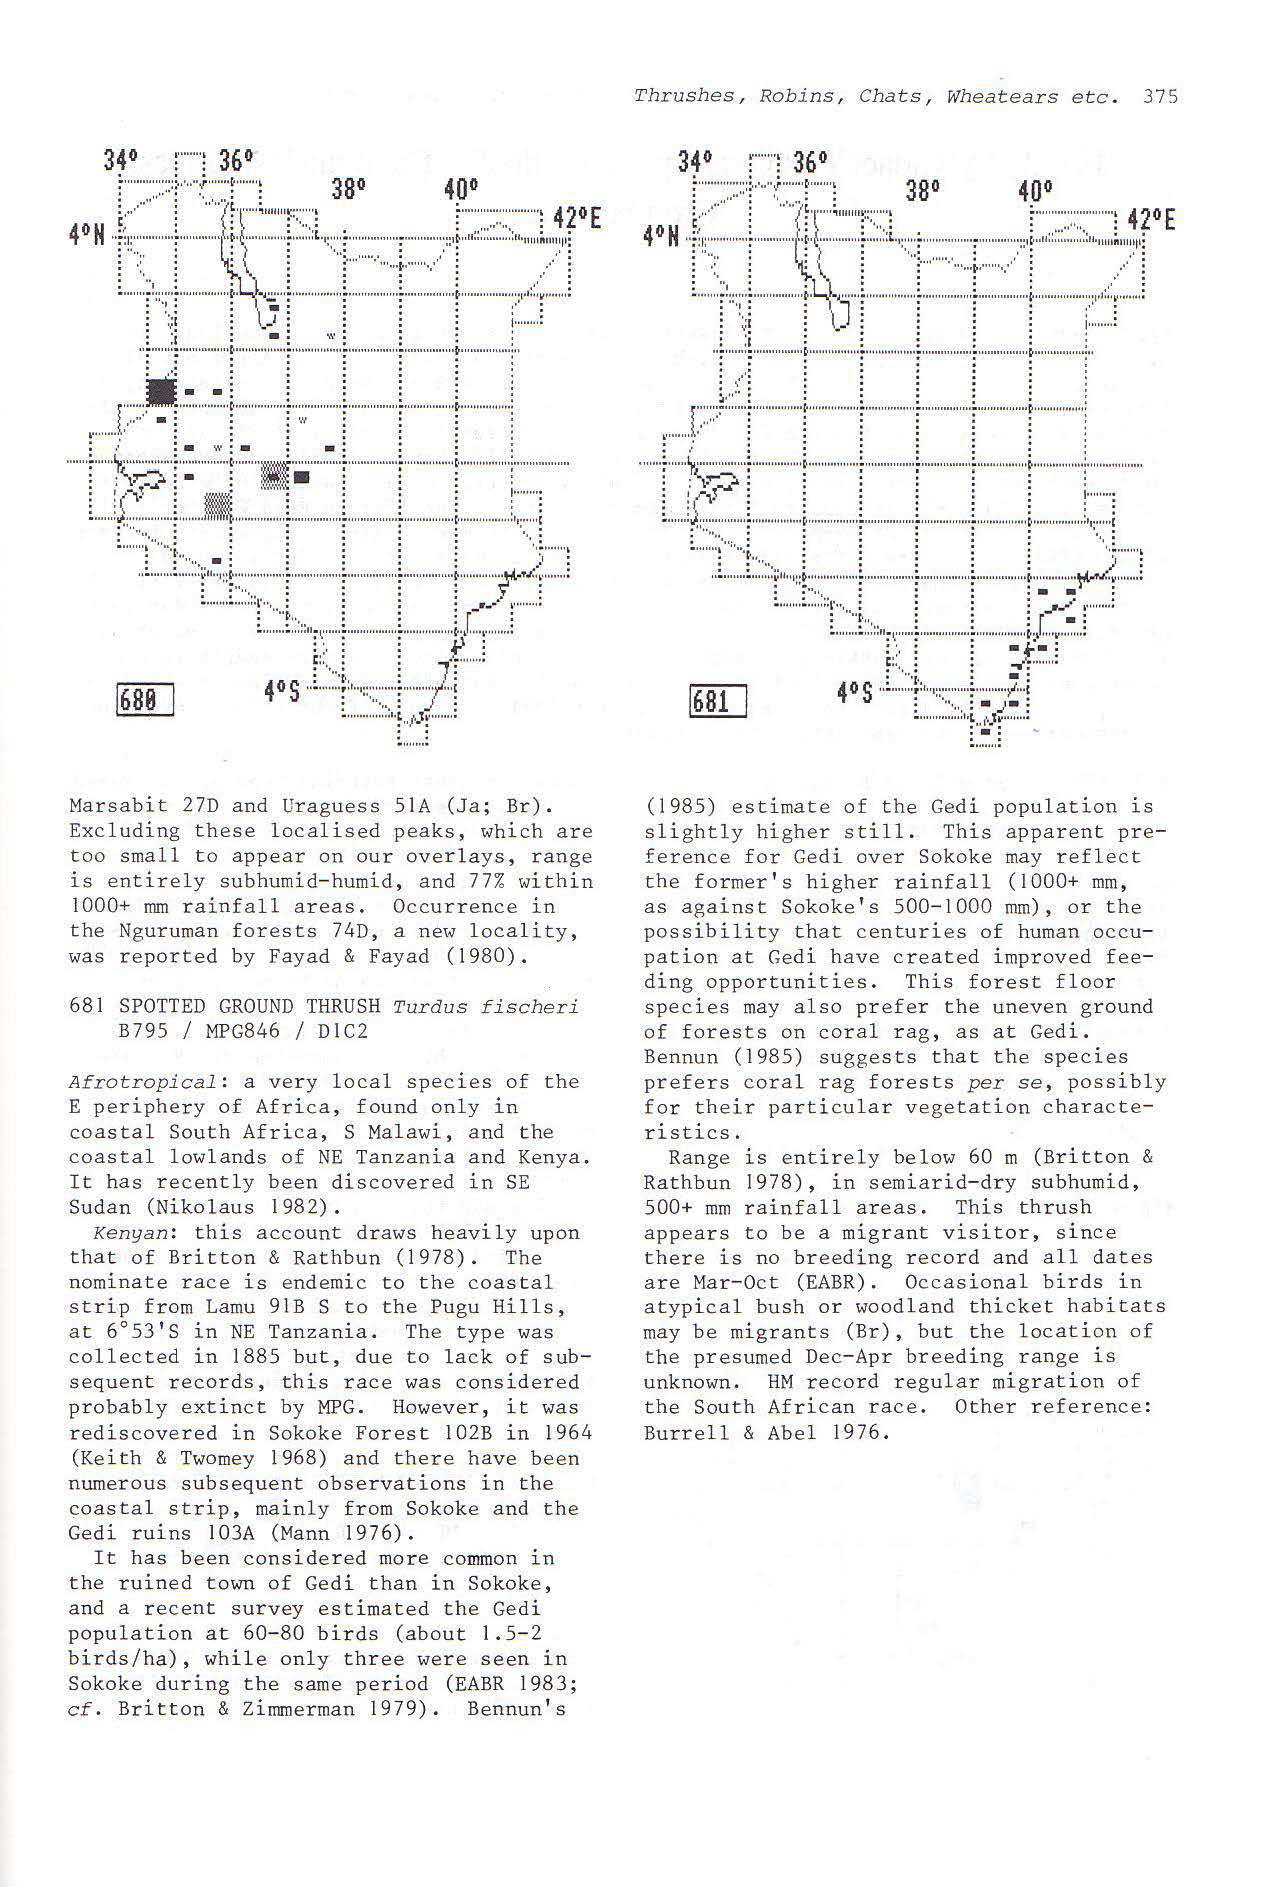 Thrushes, Robins, Chats, Wheatears etc. 375
34° 36°
38° 40°
42°E
4°N
4°S
680
34° 36°
38° 40°
42°E
4°N
4°S
681
Marsabit 27D and Uraguess 51A (Ja; Br).
Excluding these localised peaks, which are
too small to appear on our overlays, range
is entirely subhumid-humid, and 77% within
1000+ mm rainfall areas. Occurrence in
the Nguruman forests 74D, a new locality,
was reported by Fayad & Fayad (1980).
681 SPOTTED GROUND THRUSH Turdus fischeri
B795 / MPG846 / D1C2
Afrotropical: a very local species of the
E periphery of Africa, found only in
coastal South Africa, S Malawi, and the
coastal lowlands of NE Tanzania and Kenya.
It has recently been discovered in SE
Sudan (Nikolaus 1982).
Kenyan: this account draws heavily upon
that of Britton & Rathbun (1978). The
nominate race is endemic to the coastal
strip from Lamu 91B S to the Pugu Hills,
at 6°53'S in NE Tanzania. The type was
collected in 1885 but, due to lack of sub-
sequent records, this race was considered
probably extinct by MPG. However, it was
rediscovered in Sokoke Forest 102B in 1964
(Keith & Twomey 1968) and there have been
numerous subsequent observations in the
coastal strip, mainly from Sokoke and the
Gedi ruins 103A (Mann 1976).
It has been considered more common in
the ruined town of Gedi than in Sokoke,
and a recent survey estimated the Gedi
population at 60-80 birds (about 1.5-2
birds/ha), while only three were seen in
Sokoke during the same period (EABR 1983;
cf. Britton & Zimmerman 1979). Bennun's
(1985) estimate of the Gedi population is
slightly higher still. This apparent pre-
ference for Gedi over Sokoke may reflect
the former's higher rainfall (1000+ mm,
as against Sokoke's 500-1000 mm), or the
possibility that centuries of human occu-
pation at Gedi have created improved fee-
ding opportunities. This forest floor
species may also prefer the uneven ground
of forests on coral rag, as at Gedi.
Bennun (1985) suggests that the species
prefers coral rag forests per se, possibly
for their particular vegetation characte-
ristics.
Range is entirely below 60 m (Britton &
Rathbun 1978), in semiarid-dry subhumid,
500+ mm rainfall areas. This thrush
appears to be a migrant visitor, since
there is no breeding record and all dates
are Mar-Oct (EABR). Occasional birds in
atypical bush or woodland thicket habitats
may be migrants (Br), but the location of
the presumed Dec-Apr breeding range is
unknown. HM record regular migration of
the South African race. Other reference:
Burrell & Abel 1976.